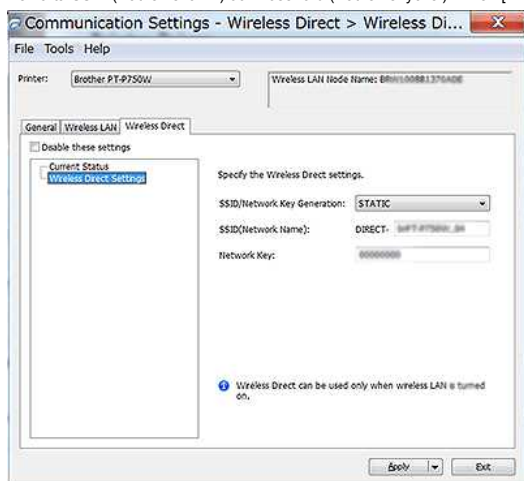 Communication Settings - Wireless Direct > Wireless Di...
File Tools Help
Printer: Brother PT-P750W Wireless LAN Node Name:
General Wireless LAN Wireless Direct
Disable these settings
Current Status
Wireless Direct Settings
Specify the Wireless Direct settings.
SSID/Network Key Generation: STATIC
SSID(Network Name): DIRECT-
Network Key:
Wireless Direct can be used only when wireless LAN is turned
on.
Apply Exit